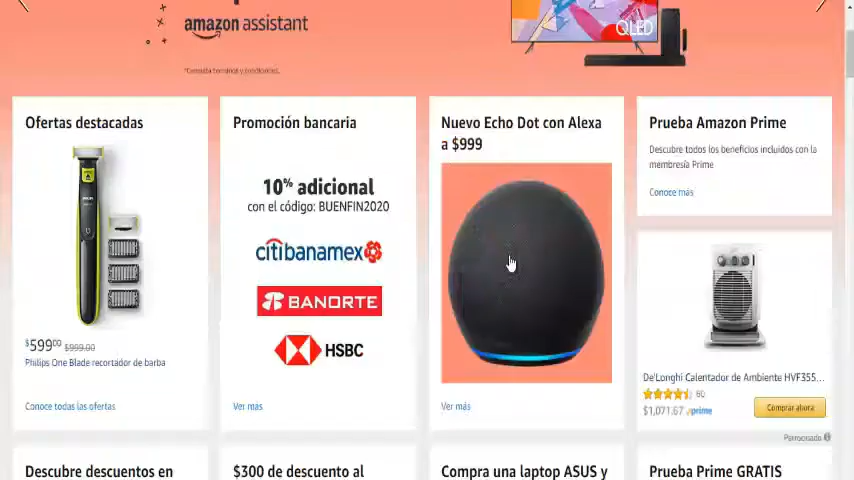 amazon assistant
*Consulta términos y condiciones.
QLED
Ofertas destacadas
$599⁰⁰ $999.00
Philips One Blade recortador de barba
Conoce todas las ofertas
Promoción bancaria
10% adicional
con el código: BUENFIN2020
citibanamex
BANORTE
HSBC
Ver más
Nuevo Echo Dot con Alexa
a $999
Ver más
Prueba Amazon Prime
Descubre todos los beneficios incluidos con la
membresía Prime
Conoce más
De'Longhi Calentador de Ambiente HVF355...
60
$1,071.67 prime
Comprar ahora
Patrocinado
Descubre descuentos en
$300 de descuento al
Compra una laptop ASUS y
Prueba Prime GRATIS